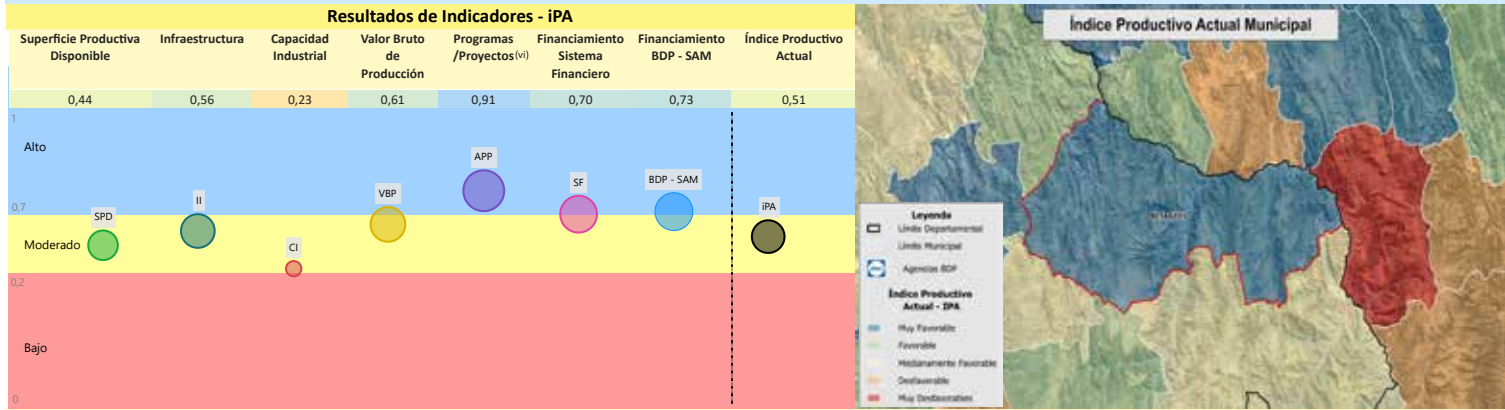 Resultados de Indicadores - iPA
Superficie Productiva Disponible
Infraestructura
Capacidad Industrial
Valor Bruto de Producción
Programas /Proyectos(vi)
Financiamiento Sistema Financiero
Financiamiento BDP - SAM
Índice Productivo Actual
0,44 0,56 0,23 0,61 0,91 0,70 0,73 0,51
1
Alto
APP
SF
BDP - SAM
VBP
II
SPD
iPA
0,7
Moderado
CI
0,2
Bajo
0
Índice Productivo Actual Municipal
Leyenda
Límite Departamental
Límite Municipal
Agencias BDP
Índice Productivo
Actual - IPA
Muy Favorable
Favorable
Medianamente Favorable
Desfavorable
Muy Desfavorables